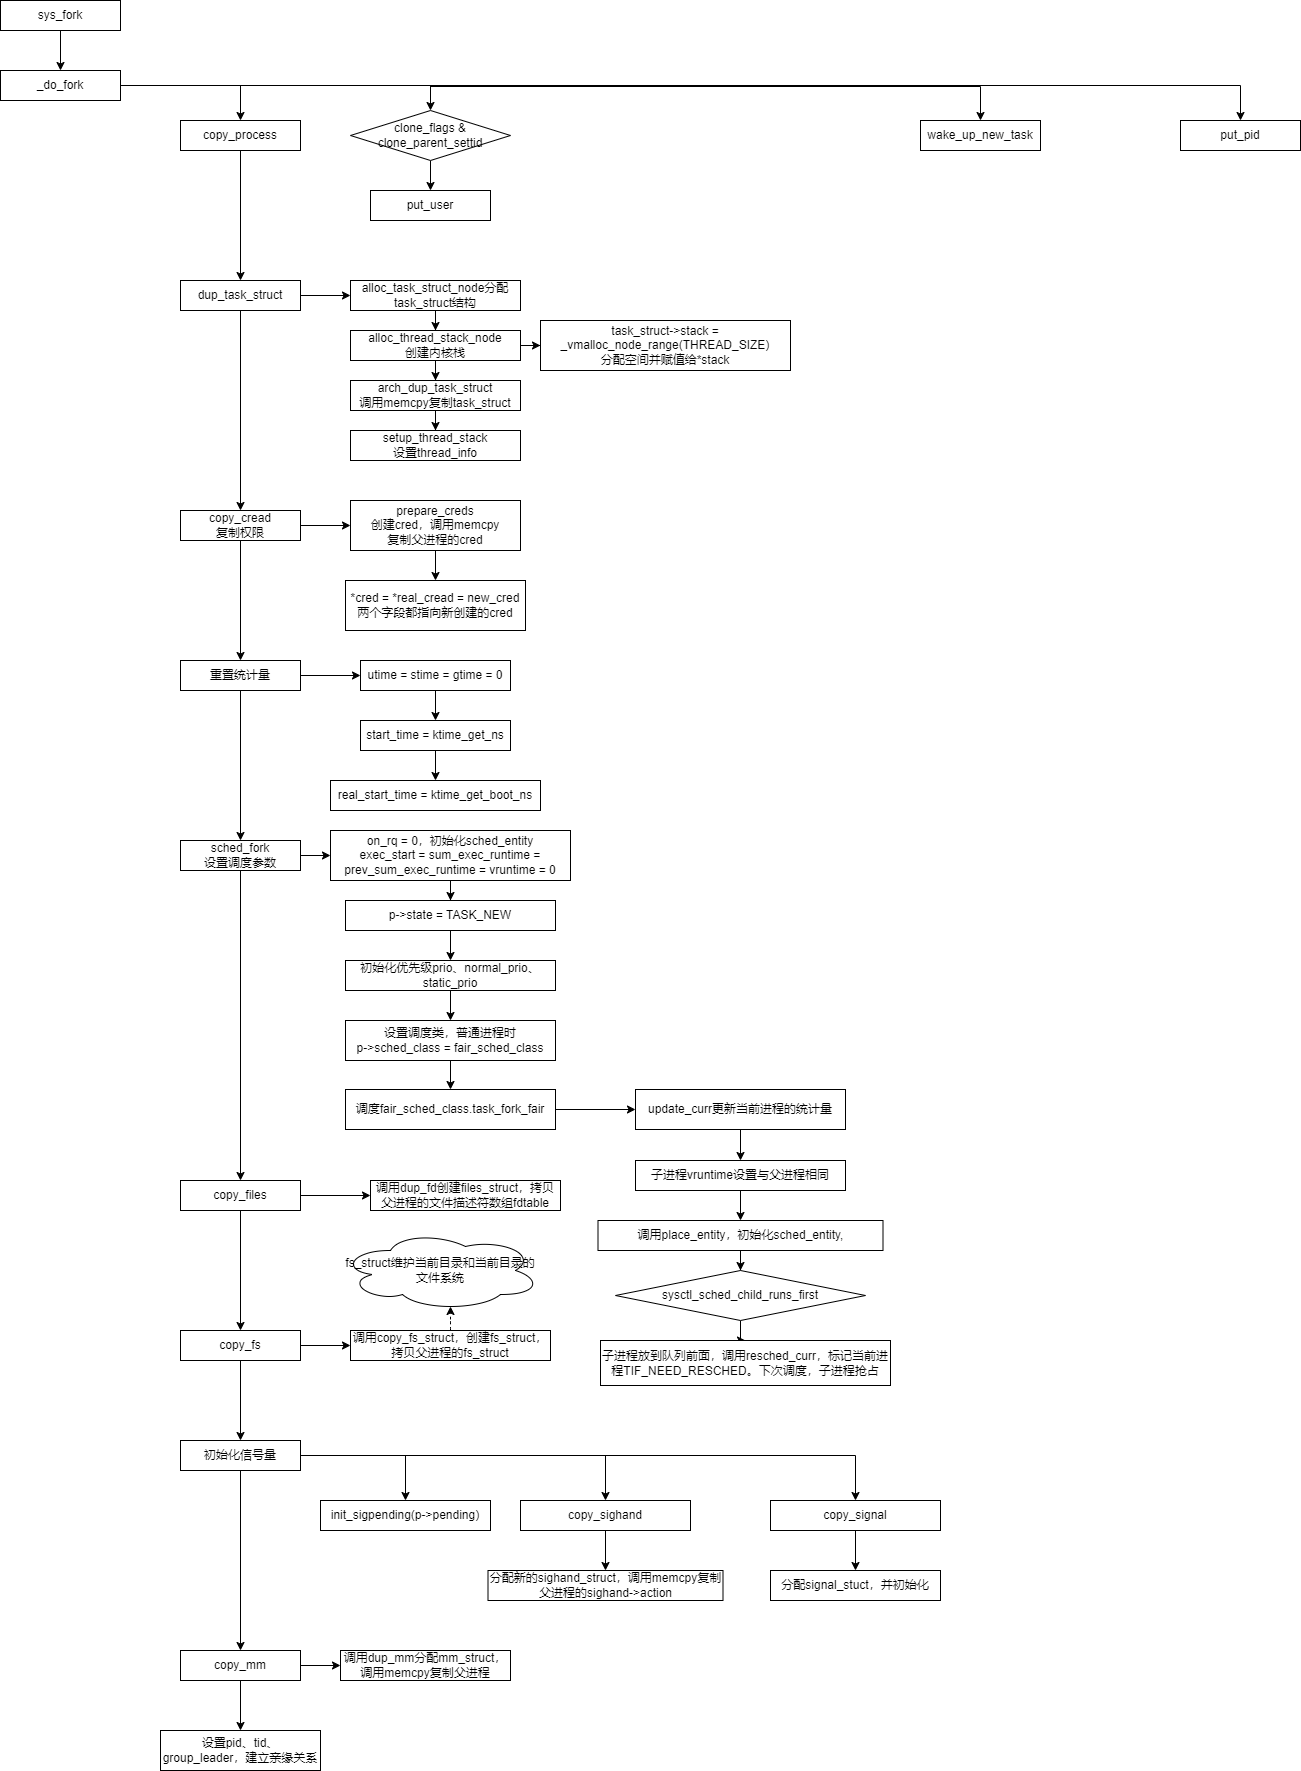 sys_fork
_do_fork
copy_process
clone_flags &
clone_parent_settid
wake_up_new_task
put_pid
put_user
dup_task_struct
alloc_task_struct_node分配
task_struct结构
alloc_thread_stack_node
创建内核栈
task_struct->stack =
_vmalloc_node_range(THREAD_SIZE)
分配空间并赋值给*stack
arch_dup_task_struct
调用memcpy复制task_struct
setup_thread_stack
设置thread_info
copy_cread
复制权限
prepare_creds
创建cred，调用memcpy
复制父进程的cred
*cred = *real_cread = new_cred
两个字段都指向新创建的cred
重置统计量
utime = stime = gtime = 0
start_time = ktime_get_ns
real_start_time = ktime_get_boot_ns
sched_fork
设置调度参数
on_rq = 0，初始化sched_entity
exec_start = sum_exec_runtime =
prev_sum_exec_runtime = vruntime = 0
p->state = TASK_NEW
初始化优先级prio、normal_prio、
static_prio
设置调度类，普通进程时
p->sched_class = fair_sched_class
调度fair_sched_class.task_fork_fair
update_curr更新当前进程的统计量
子进程vruntime设置与父进程相同
调用place_entity，初始化sched_entity,
sysctl_sched_child_runs_first
子进程放到队列前面，调用resched_curr，标记当前进
程TIF_NEED_RESCHED。下次调度，子进程抢占
copy_files
调用dup_fd创建files_struct，拷贝
父进程的文件描述符数组fdtable
fs_struct维护当前目录和当前目录的
文件系统
copy_fs
调用copy_fs_struct，创建fs_struct，
拷贝父进程的fs_struct
初始化信号量
init_sigpending(p->pending)
copy_sighand
copy_signal
分配新的sighand_struct，调用memcpy复制
父进程的sighand->action
分配signal_stuct，并初始化
copy_mm
调用dup_mm分配mm_struct，
调用memcpy复制父进程
设置pid、tid、
group_leader，建立亲缘关系